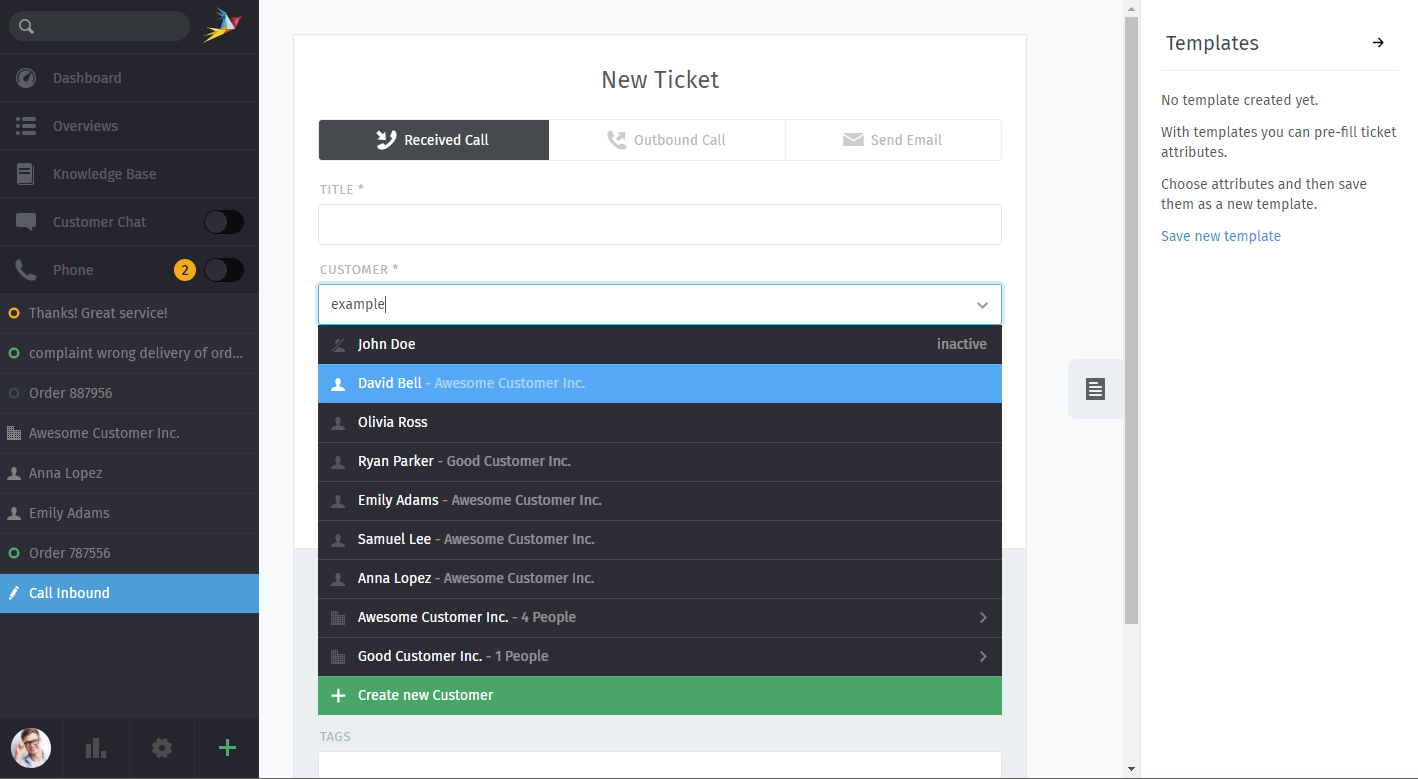 Dashboard
Overviews
Knowledge Base
Customer Chat
Phone 2
Thanks! Great service!
complaint wrong delivery of ord...
Order 887956
Awesome Customer Inc.
Anna Lopez
Emily Adams
Order 787556
Call Inbound
New Ticket
Received Call Outbound Call Send Email
TITLE *
CUSTOMER *
example
John Doe inactive
David Bell - Awesome Customer Inc.
Olivia Ross
Ryan Parker - Good Customer Inc.
Emily Adams - Awesome Customer Inc.
Samuel Lee - Awesome Customer Inc.
Anna Lopez - Awesome Customer Inc.
Awesome Customer Inc. - 4 People
Good Customer Inc. - 1 People
Create new Customer
TAGS
Templates
No template created yet.
With templates you can pre-fill ticket
attributes.
Choose attributes and then save
them as a new template.
Save new template